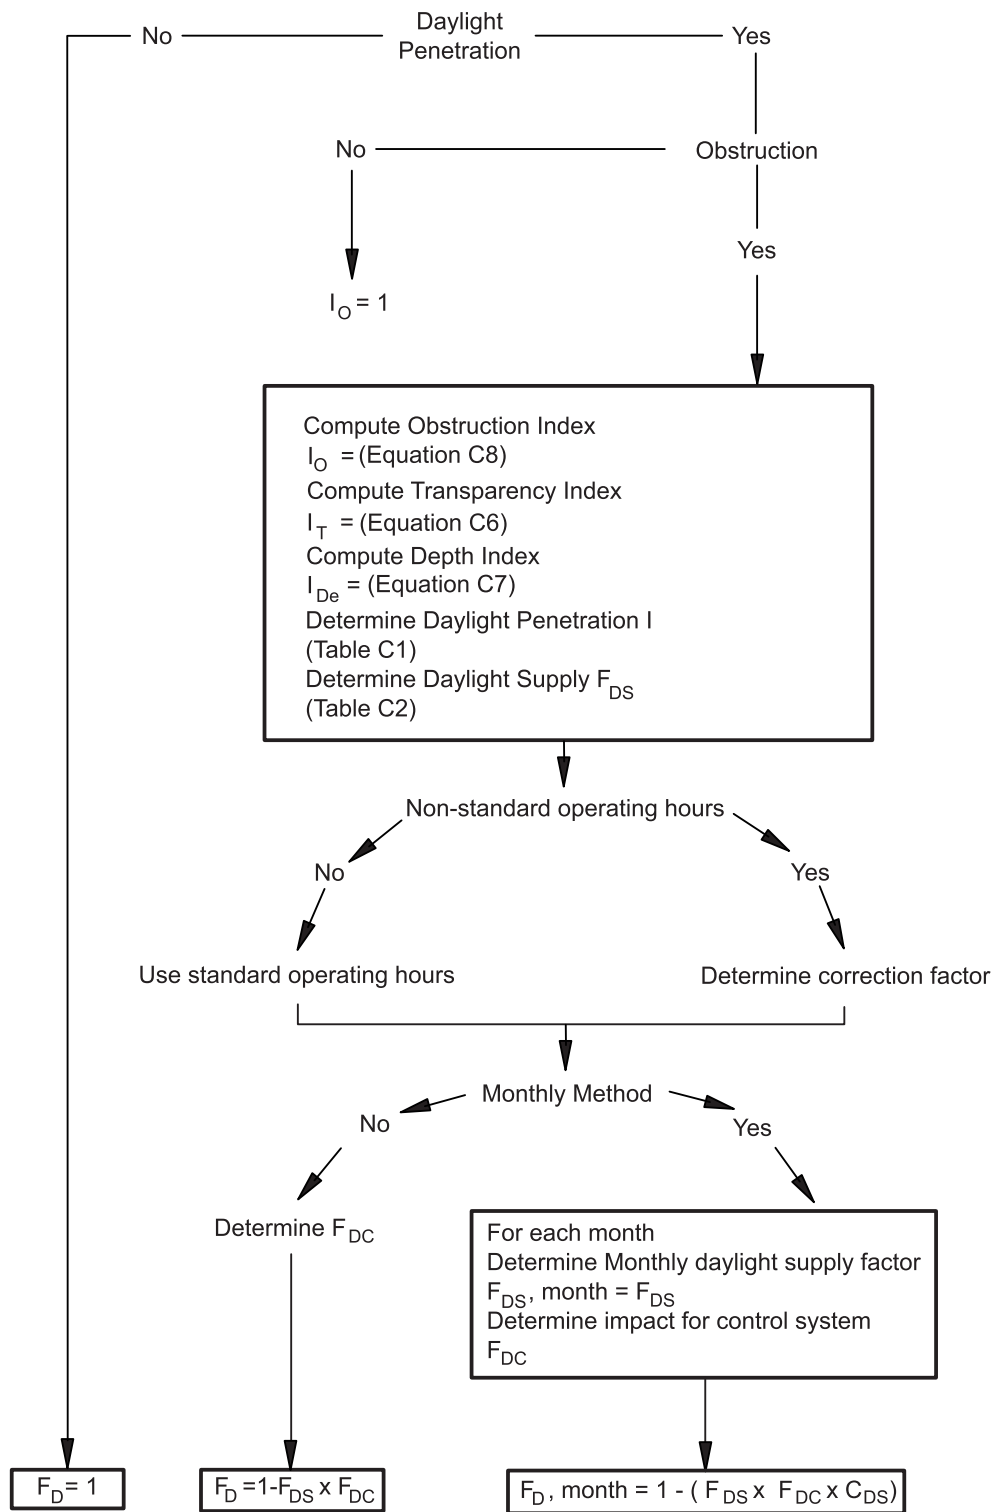 Daylight
Penetration
No
Yes
No
Obstruction
Yes
I_O = 1
Compute Obstruction Index
I_O = (Equation C8)
Compute Transparency Index
I_T = (Equation C6)
Compute Depth Index
I_De = (Equation C7)
Determine Daylight Penetration I
(Table C1)
Determine Daylight Supply F_DS
(Table C2)
Non-standard operating hours
No
Yes
Use standard operating hours
Determine correction factor
Monthly Method
No
Yes
Determine F_DC
For each month
Determine Monthly daylight supply factor
F_DS, month = F_DS
Determine impact for control system
F_DC
F_D = 1
F_D =1-F_DS x F_DC
F_D, month = 1 - ( F_DS x F_DC x C_DS)